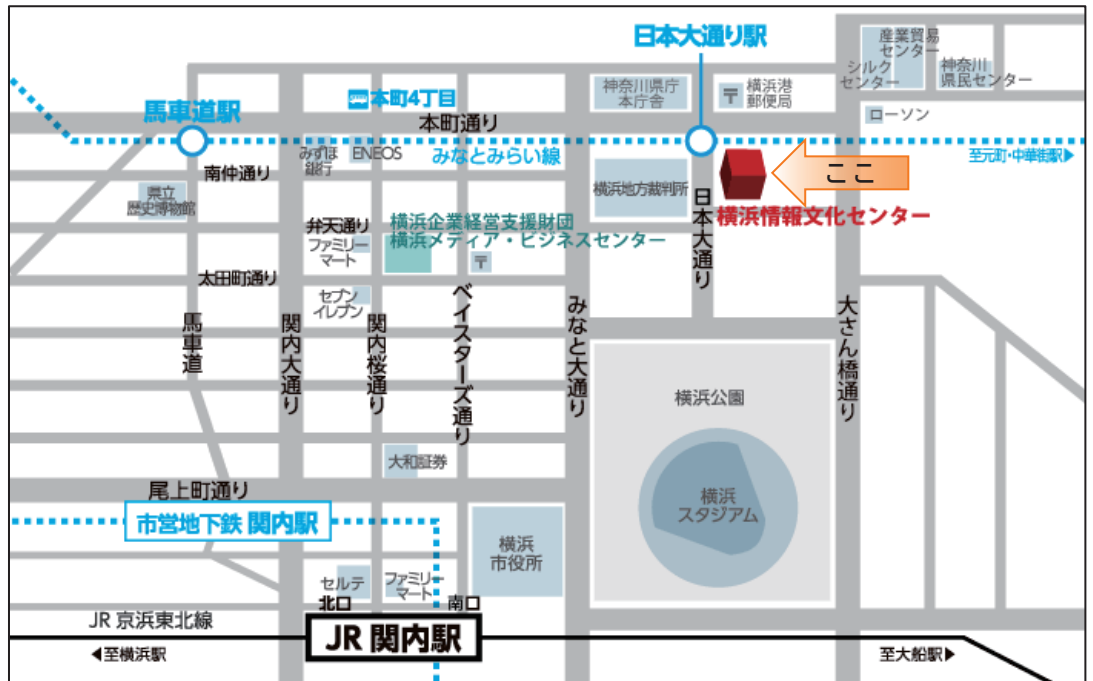 日本大通り駅
産業貿易
センター
シルク
センター
神奈川
県民センター
神奈川県庁
本庁舎
〒
横浜港
郵便局
本町4丁目
馬車道駅
本町通り
ローソン
みずほ
銀行
ENEOS
みなとみらい線
至元町・中華街駅▶
南仲通り
県立
歴史博物館
横浜地方裁判所
ここ
横浜情報文化センター
日本大通り
弁天通り
ファミリー
マート
横浜企業経営支援財団
横浜メディア・ビジネスセンター
〒
太田町通り
セブン
イレブン
馬車道
関内大通り
関内桜通り
ベイスターズ通り
みなと大通り
大さん橋通り
横浜公園
横浜
スタジアム
大和証券
尾上町通り
市営地下鉄 関内駅
横浜
市役所
セルテ
ファミリー
マート
北口
南口
JR 京浜東北線
JR 関内駅
◀至横浜駅
至大船駅▶